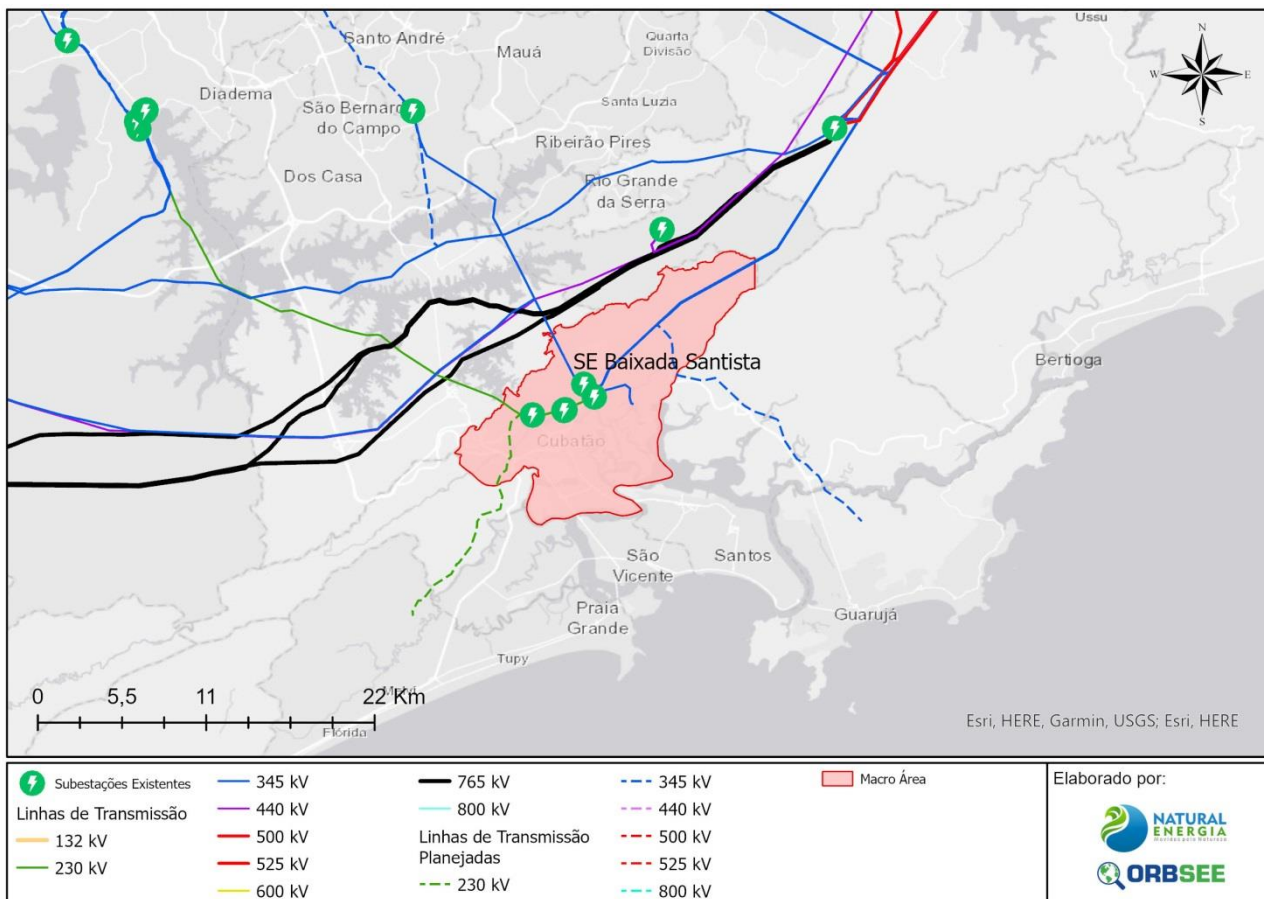 Ussu
Santo André
Mauá
Quarta
Divisão
N
W E
S
Diadema
São Bernardo
do Campo
Santa Luzia
Ribeirão Pires
Dos Casa
Rio Grande
da Serra
SE Baixada Santista
Bertioga
Cubatão
São
Vicente
Santos
Praia
Grande
Guarujá
Tupy
0 5,5 11 22 Km
Flórida
Esri, HERE, Garmin, USGS; Esri, HERE
Subestações Existentes
Linhas de Transmissão
132 kV
230 kV
345 kV
440 kV
500 kV
525 kV
600 kV
765 kV
800 kV
Linhas de Transmissão
Planejadas
230 kV
345 kV
440 kV
500 kV
525 kV
800 kV
Macro Área
Elaborado por:
NATURAL
ENERGIA
Movidos pela Natureza
ORBSEE